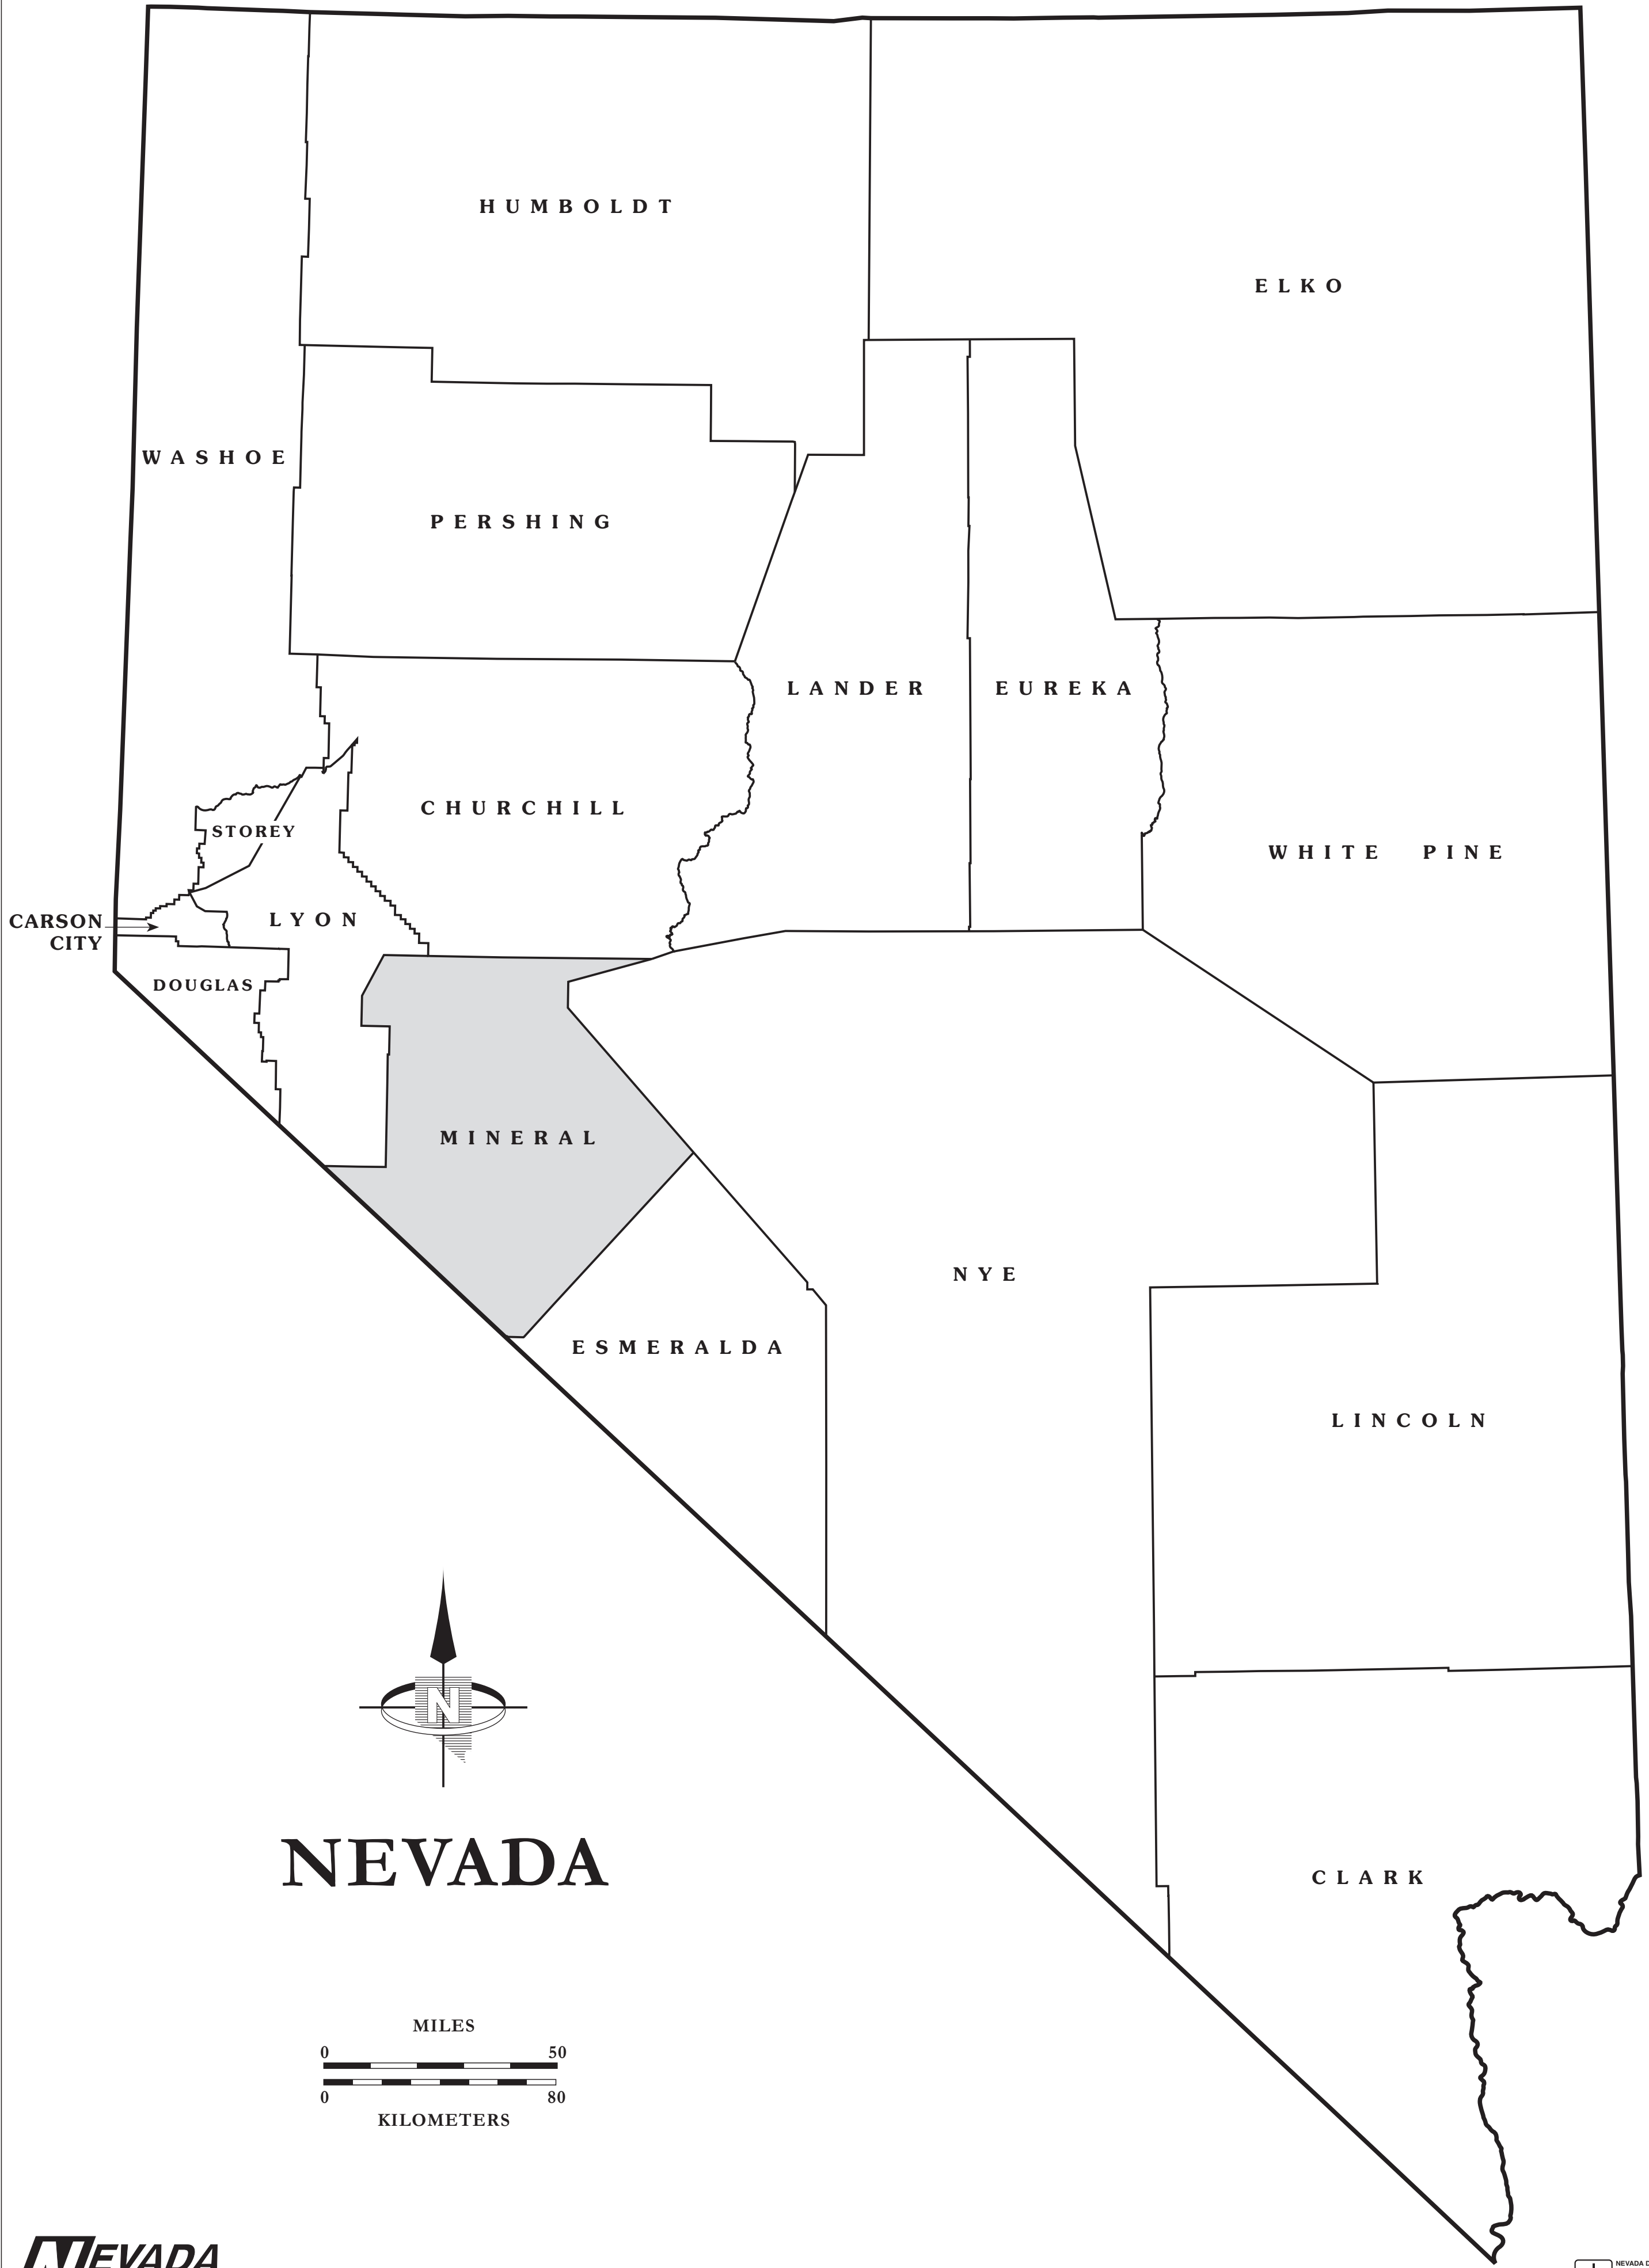 HUMBOLDT
ELKO
WASHOE
PERSHING
LANDER
EUREKA
CHURCHILL
STOREY
WHITE PINE
LYON
CARSON
CITY
DOUGLAS
MINERAL
NYE
ESMERALDA
LINCOLN
N
NEVADA
CLARK
MILES
0 50
0 80
KILOMETERS
NEVADA
NEVADA D